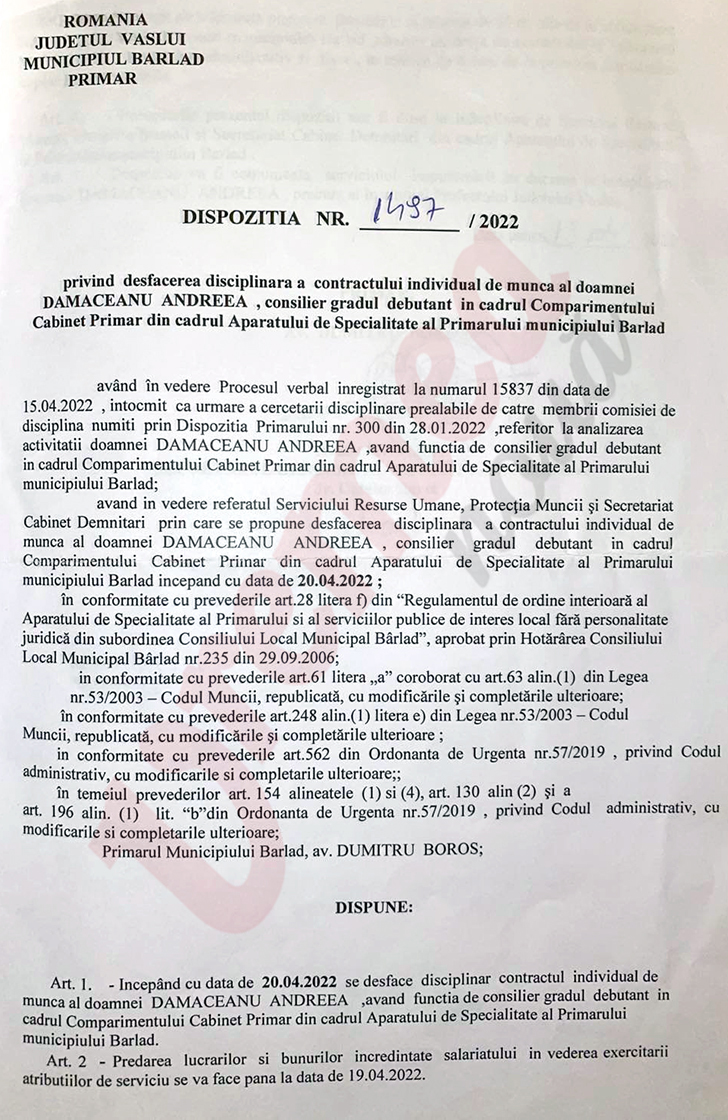 ROMANIA
JUDETUL VASLUI
MUNICIPIUL BARLAD
PRIMAR
DISPOZITIA NR. 1497 / 2022
privind desfacerea disciplinara a contractului individual de munca al doamnei
DAMACEANU ANDREEA , consilier gradul debutant in cadrul Comparimentului
Cabinet Primar din cadrul Aparatului de Specialitate al Primarului municipiului Barlad
având în vedere Procesul verbal inregistrat la numarul 15837 din data de
15.04.2022 , intocmit ca urmare a cercetarii disciplinare prealabile de catre membrii comisiei de
disciplina numiti prin Dispozitia Primarului nr. 300 din 28.01.2022 ,referitor la analizarea
activitatii doamnei DAMACEANU ANDREEA ,avand functia de consilier gradul debutant
in cadrul Comparimentului Cabinet Primar din cadrul Aparatului de Specialitate al Primarului
municipiului Barlad;
avand in vedere referatul Serviciului Resurse Umane, Protecția Muncii și Secretariat
Cabinet Demnitari prin care se propune desfacerea disciplinara a contractului individual de
munca al doamnei DAMACEANU ANDREEA , consilier gradul debutant in cadrul
Comparimentului Cabinet Primar din cadrul Aparatului de Specialitate al Primarului
municipiului Barlad incepand cu data de 20.04.2022 ;
în conformitate cu prevederile art.28 litera f) din “Regulamentul de ordine interioară al
Aparatului de Specialitate al Primarului si al serviciilor publice de interes local fără personalitate
juridică din subordinea Consiliului Local Municipal Bârlad”, aprobat prin Hotărârea Consiliului
Local Municipal Bârlad nr.235 din 29.09.2006;
in conformitate cu prevederile art.61 litera „a” coroborat cu art.63 alin.(1) din Legea
nr.53/2003 – Codul Muncii, republicată, cu modificările şi completările ulterioare;
în conformitate cu prevederile art.248 alin.(1) litera e) din Legea nr.53/2003 – Codul
Muncii, republicată, cu modificările şi completările ulterioare ;
in conformitate cu prevederile art.562 din Ordonanta de Urgenta nr.57/2019 , privind Codul
administrativ, cu modificarile si completarile ulterioare;;
în temeiul prevederilor art. 154 alineatele (1) si (4), art. 130 alin (2) şi a
art. 196 alin. (1) lit. “b”din Ordonanta de Urgenta nr.57/2019 , privind Codul administrativ, cu
modificarile si completarile ulterioare;
Primarul Municipiului Barlad, av. DUMITRU BOROS;
DISPUNE:
Art. 1. - Incepând cu data de 20.04.2022 se desface disciplinar contractul individual de
munca al doamnei DAMACEANU ANDREEA ,avand functia de consilier gradul debutant in
cadrul Comparimentului Cabinet Primar din cadrul Aparatului de Specialitate al Primarului
municipiului Barlad.
Art. 2 - Predarea lucrarilor si bunurilor incredintate salariatului in vederea exercitarii
atributiilor de serviciu se va face pana la data de 19.04.2022.
Vremea
nouă